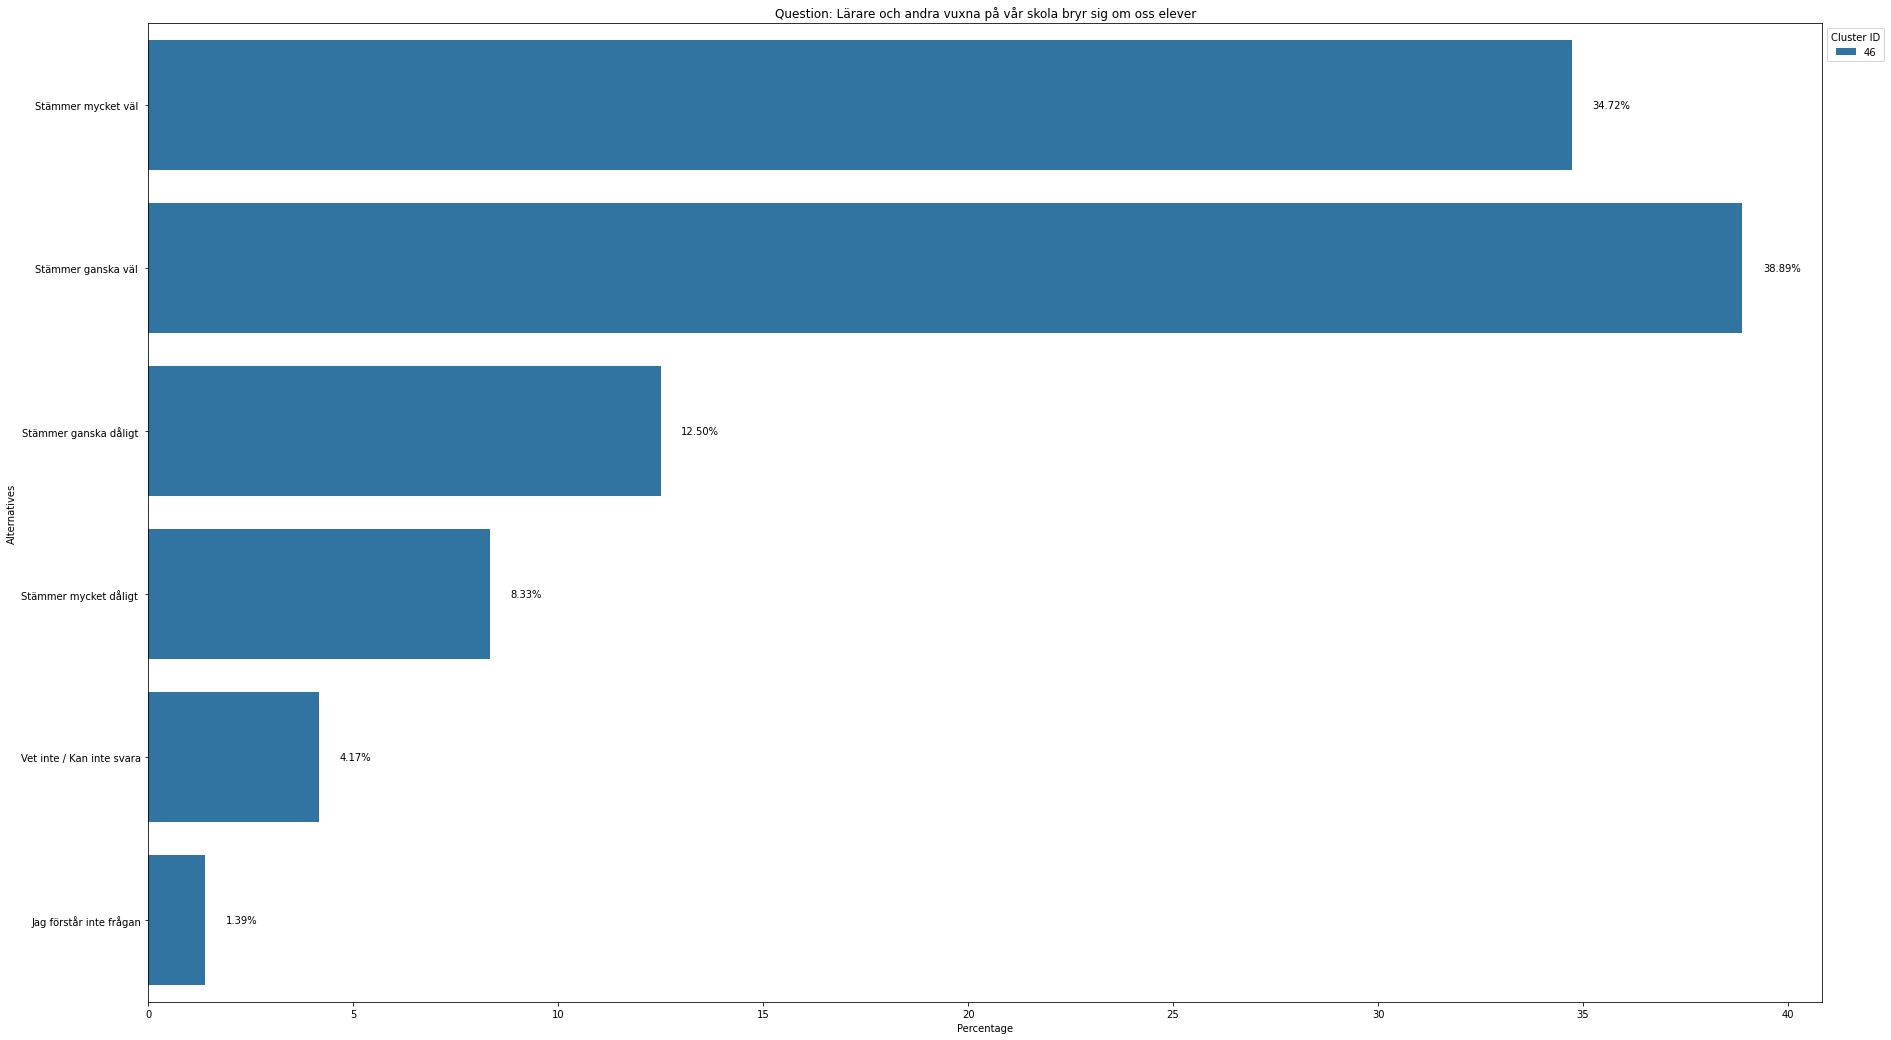 Question: Lärare och andra vuxna på vår skola bryr sig om oss elever
Cluster ID
46
Alternatives
Stämmer mycket väl
34.72%
Stämmer ganska väl
38.89%
Stämmer ganska dåligt
12.50%
Stämmer mycket dåligt
8.33%
Vet inte / Kan inte svara
4.17%
Jag förstår inte frågan
1.39%
0 5 10 15 20 25 30 35 40
Percentage